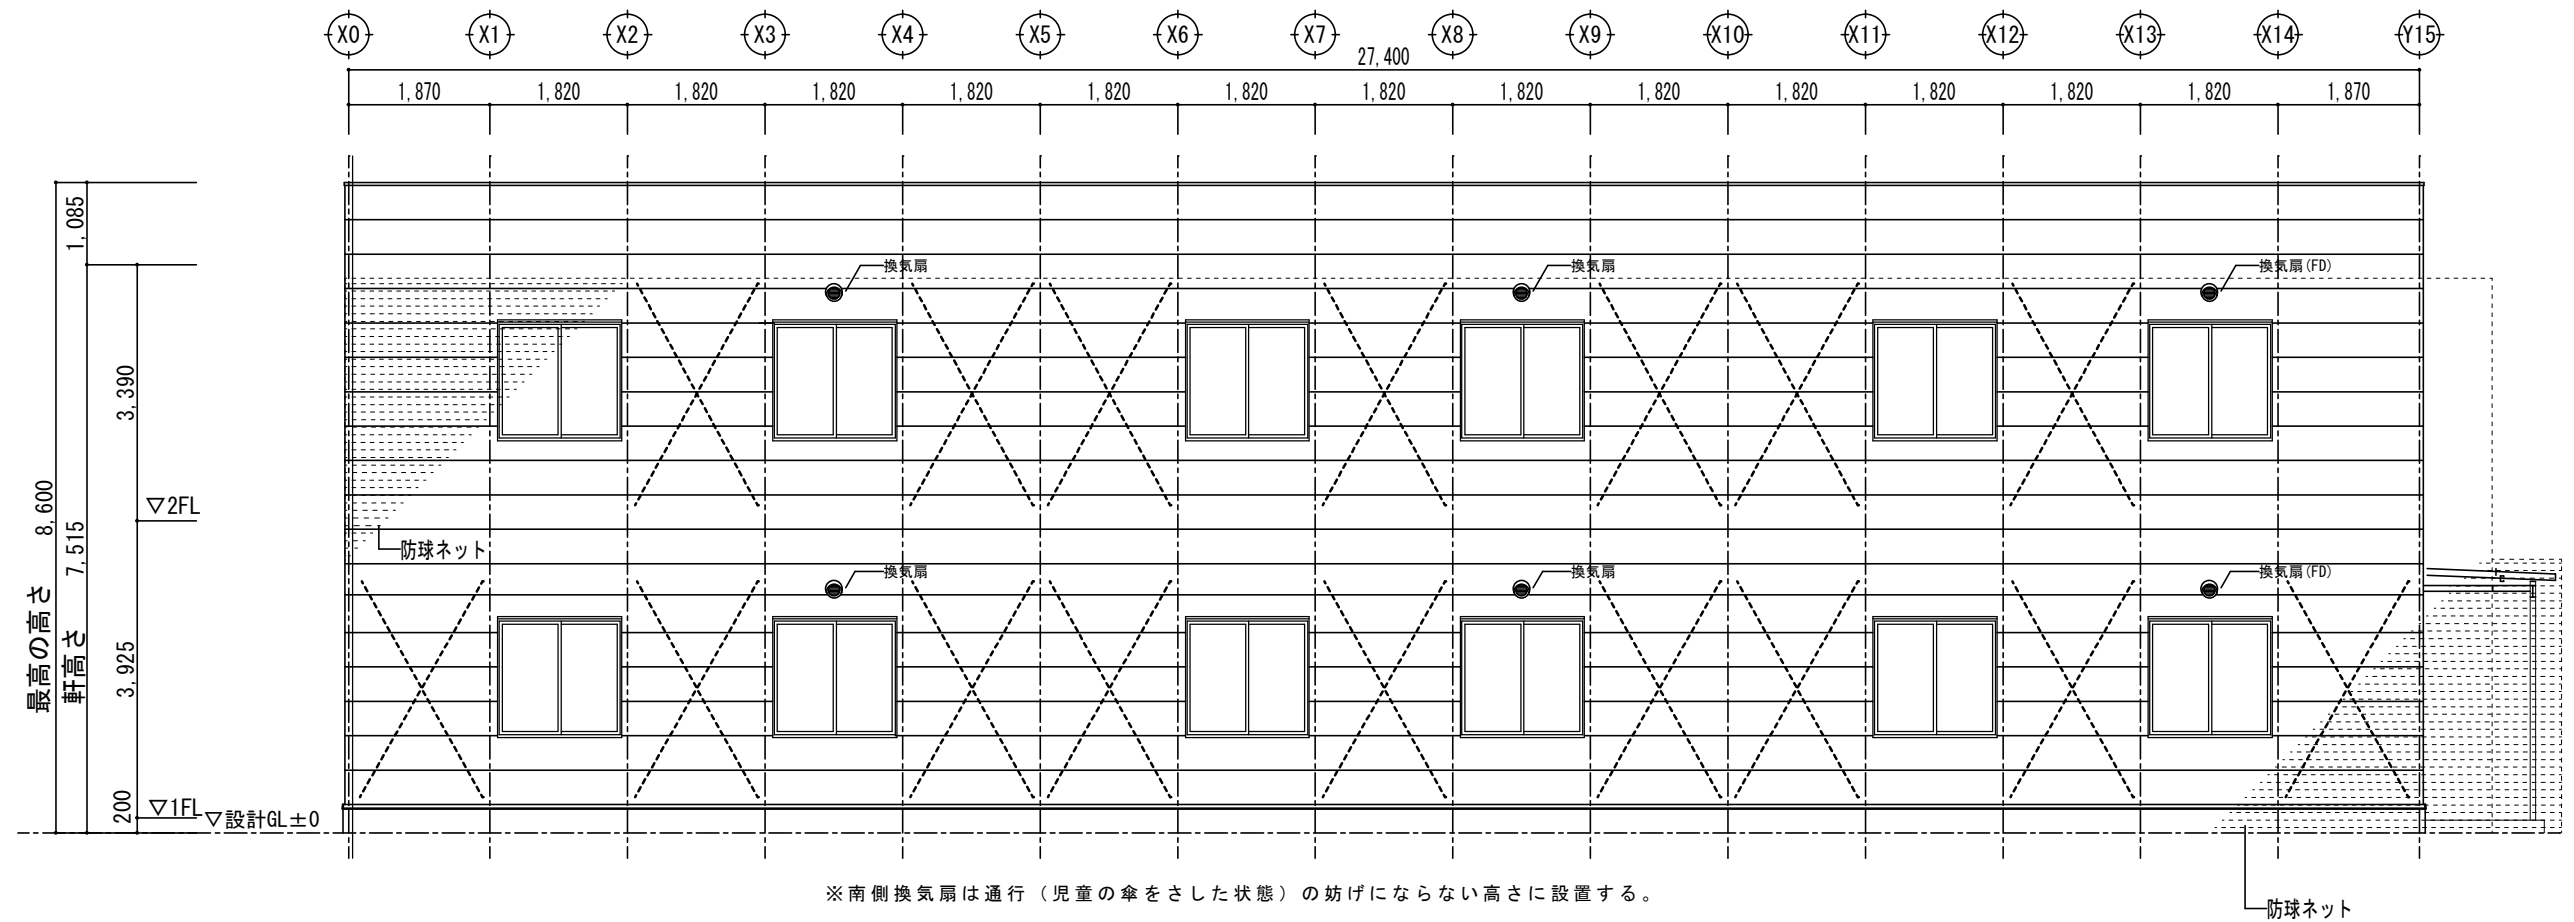 X0 X1 X2 X3 X4 X5 X6 X7 X8 X9 X10 X11 X12 X13 X14 Y15
27,400
1,870 1,820 1,820 1,820 1,820 1,820 1,820 1,820 1,820 1,820 1,820 1,820 1,820 1,820 1,870
1,085
換気扇 換気扇 換気扇(FD)
3,390
8,600
▽2FL
7,515
防球ネット
換気扇 換気扇 換気扇(FD)
最高の高さ
軒高さ
3,925
200
▽1FL
▽設計GL±0
※南側換気扇は通行(児童の傘をさした状態)の妨げにならない高さに設置する。
防球ネット